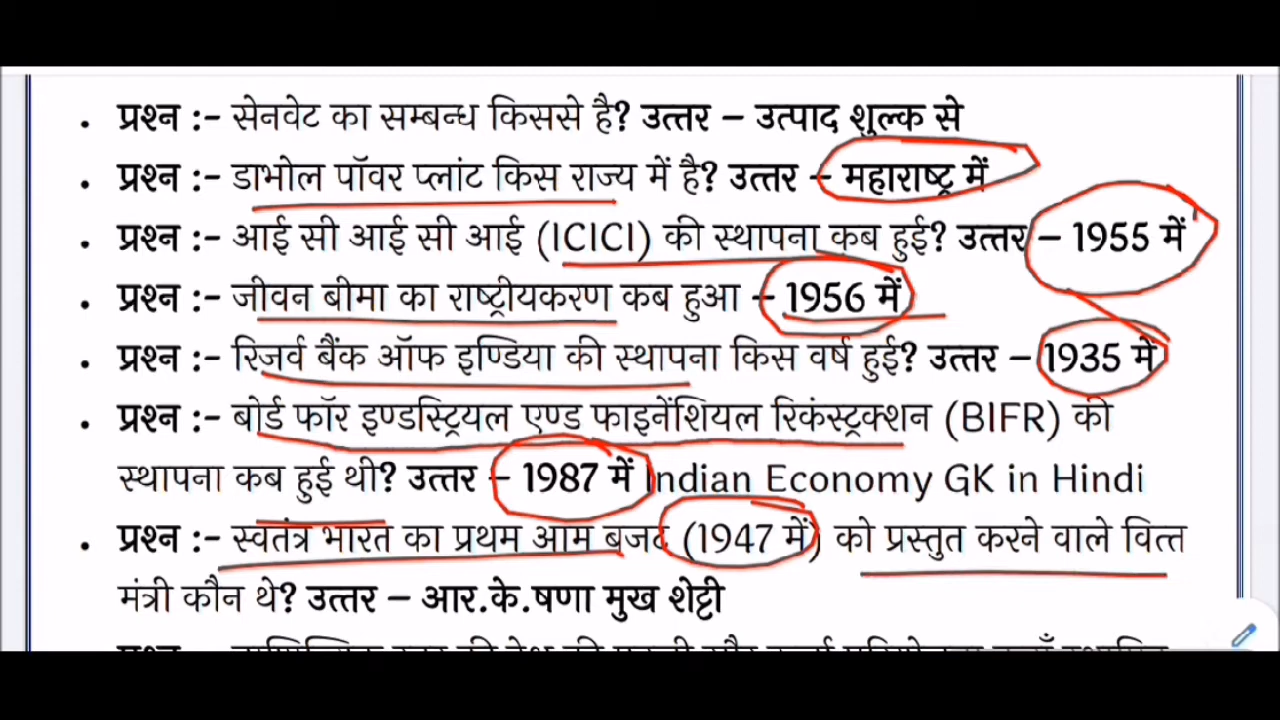 • प्रश्न :- सेनवेट का सम्बन्ध किससे है? उत्तर – उत्पाद शुल्क से
• प्रश्न :- डाभोल पॉवर प्लांट किस राज्य में है? उत्तर – महाराष्ट्र में
• प्रश्न :- आई सी आई सी आई (ICICI) की स्थापना कब हुई? उत्तर – 1955 में
• प्रश्न :- जीवन बीमा का राष्ट्रीयकरण कब हुआ – 1956 में
• प्रश्न :- रिजर्व बैंक ऑफ इण्डिया की स्थापना किस वर्ष हुई? उत्तर – 1935 में
• प्रश्न :- बोर्ड फॉर इण्डस्ट्रियल एण्ड फाइनेंशियल रिकंस्ट्रक्शन (BIFR) की
स्थापना कब हुई थी? उत्तर – 1987 में Indian Economy GK in Hindi
• प्रश्न :- स्वतंत्र भारत का प्रथम आम बजट (1947 में) को प्रस्तुत करने वाले वित्त
मंत्री कौन थे? उत्तर – आर.के.षणा मुख शेट्टी
प्रश्न